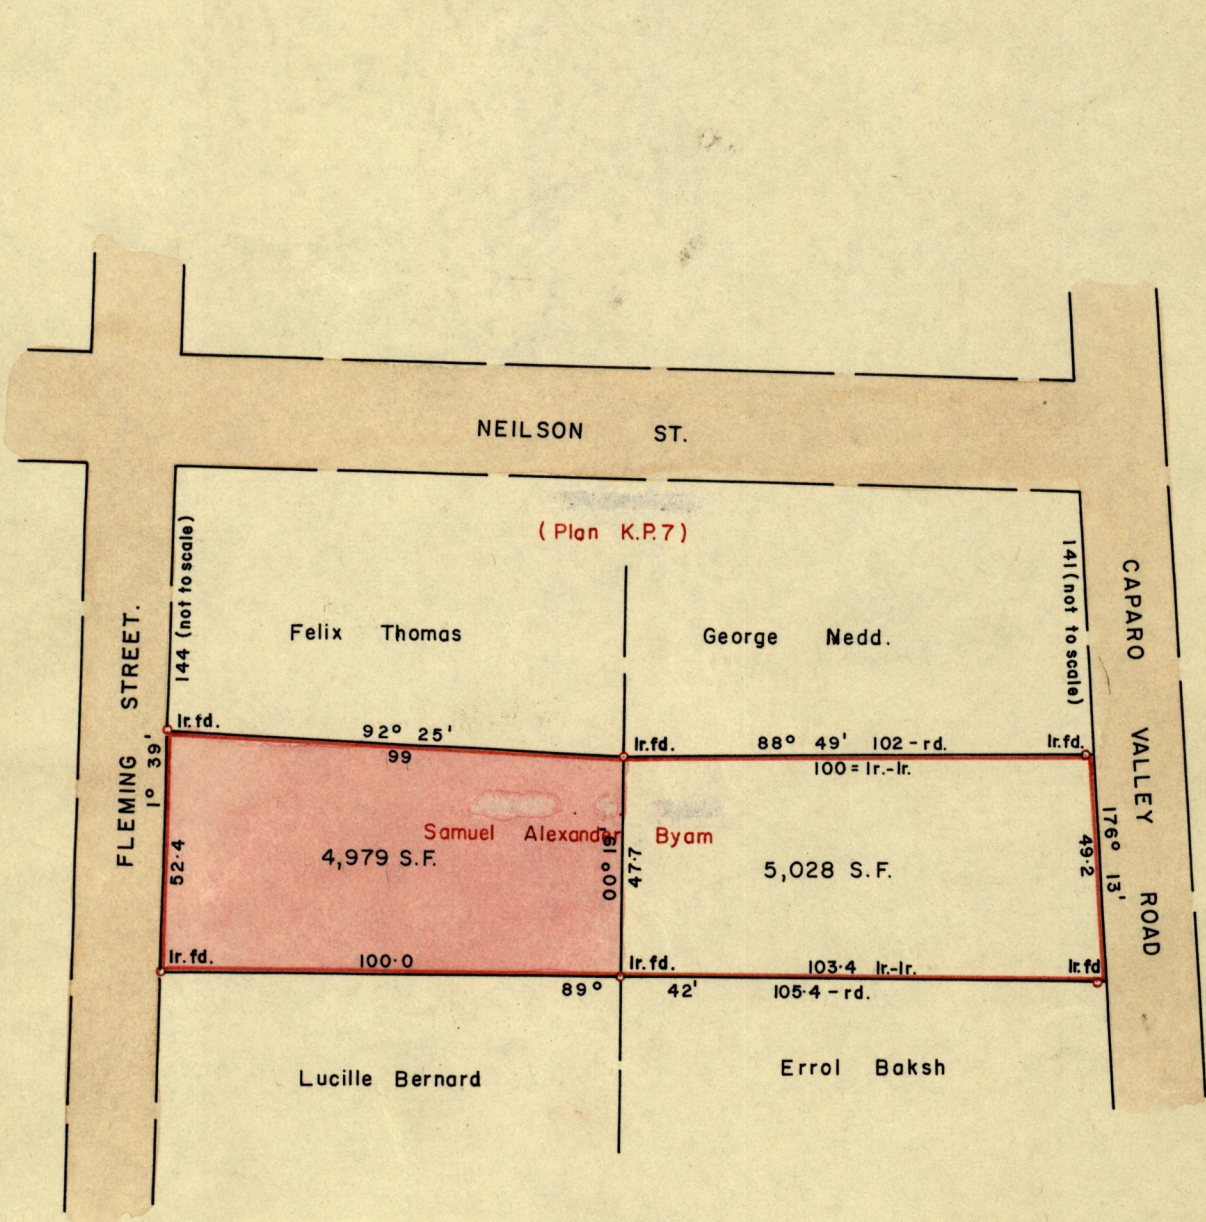 NEILSON ST.
( Plan K.P.7 )
144 (not to scale)
141 (not to scale)
FLEMING STREET.
CAPARO VALLEY ROAD
Felix Thomas
George Nedd.
Ir.fd.
92° 25'
99
Ir.fd.
88° 49' 102-rd.
Ir.fd.
100 = Ir.-Ir.
1° 39'
52·4
Samuel Alexander Byam
4,979 S.F.
00° 19'
47·7
5,028 S.F.
49·2
176° 13'
Ir.fd.
100·0
Ir.fd.
103·4 Ir.-Ir.
Ir.fd
89° 42'
105·4 - rd.
Lucille Bernard
Errol Baksh